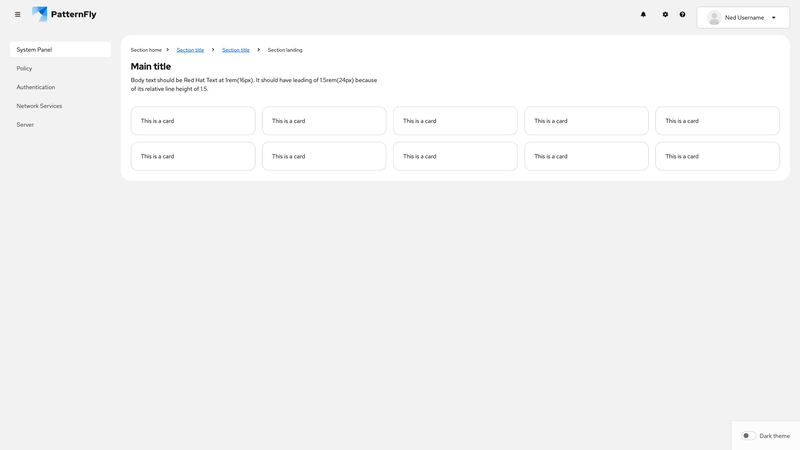 PatternFly
Ned Username
System Panel
Policy
Authentication
Network Services
Server
Section home Section title Section title Section landing
Main title
Body text should be Red Hat Text at 1rem(16px). It should have leading of 1.5rem(24px) because
of its relative line height of 1.5.
This is a card This is a card This is a card This is a card This is a card
This is a card This is a card This is a card This is a card This is a card
Dark theme